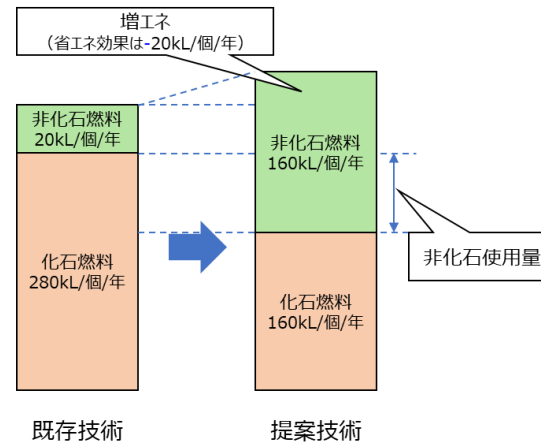 増エネ
（省エネ効果は-20kL/個/年）
非化石燃料
20kL/個/年
化石燃料
280kL/個/年
非化石燃料
160kL/個/年
化石燃料
160kL/個/年
非化石使用量
既存技術
提案技術